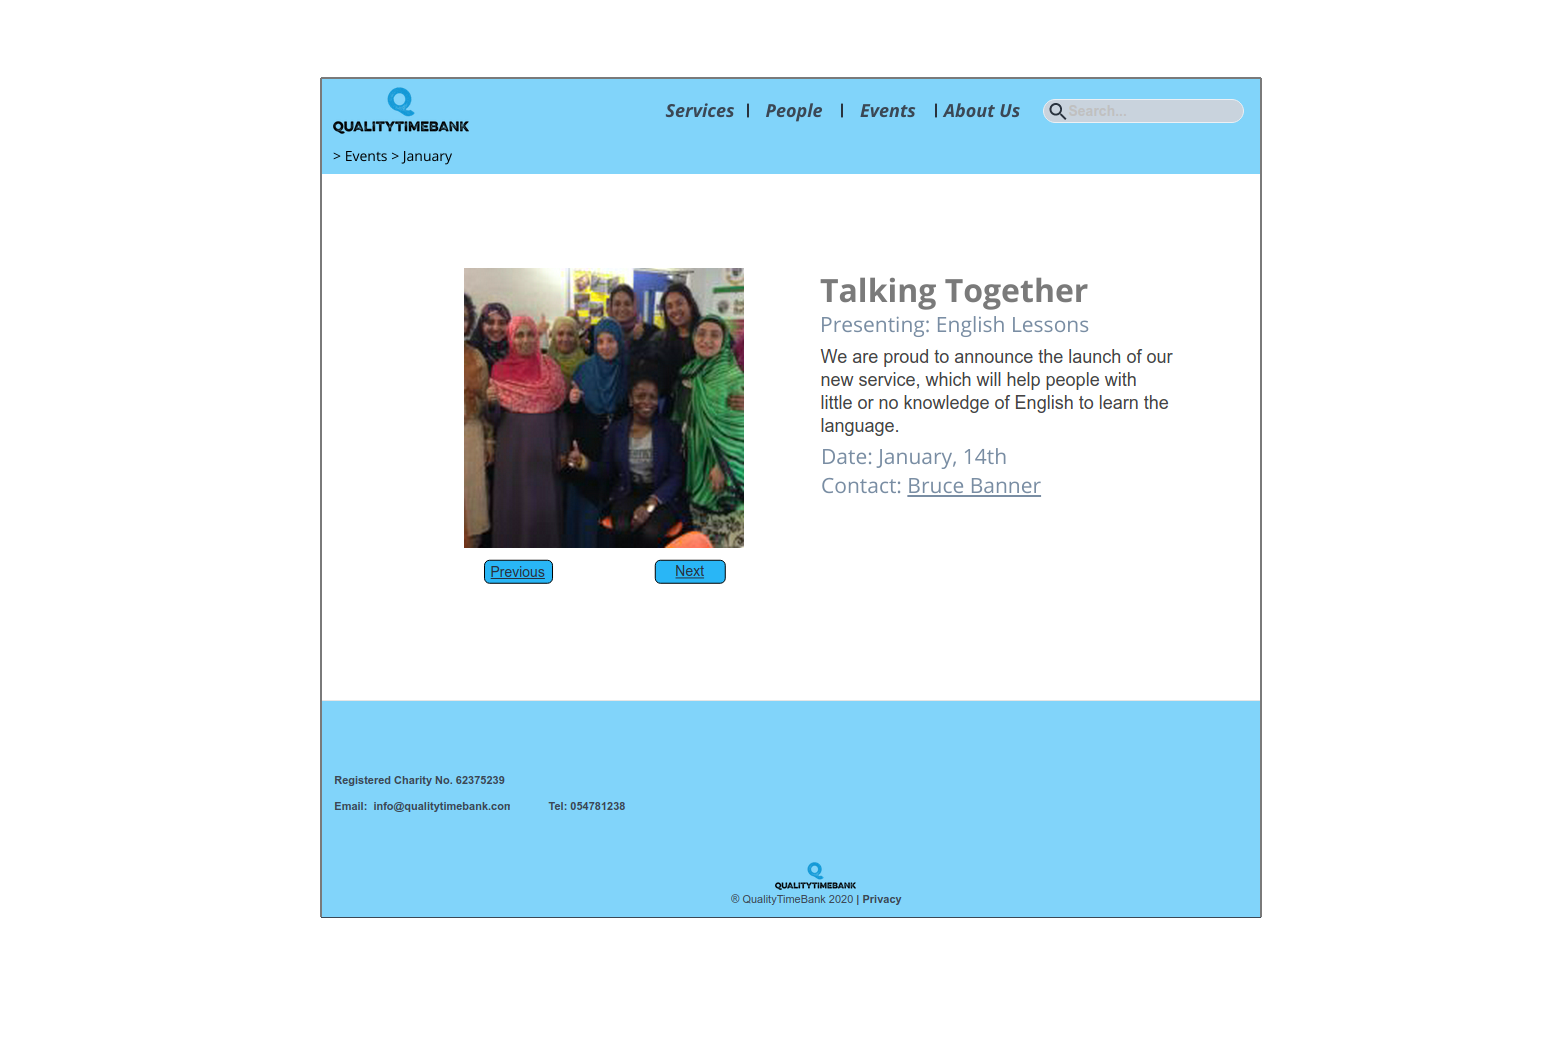 QUALITYTIMEBANK
Services | People | Events | About Us
Search...
> Events > January
Talking Together
Presenting: English Lessons
We are proud to announce the launch of our
new service, which will help people with
little or no knowledge of English to learn the
language.
Date: January, 14th
Contact: Bruce Banner
Previous
Next
Registered Charity No. 62375239
Email: info@qualitytimebank.con Tel: 054781238
QUALITYTIMEBANK
® QualityTimeBank 2020 | Privacy